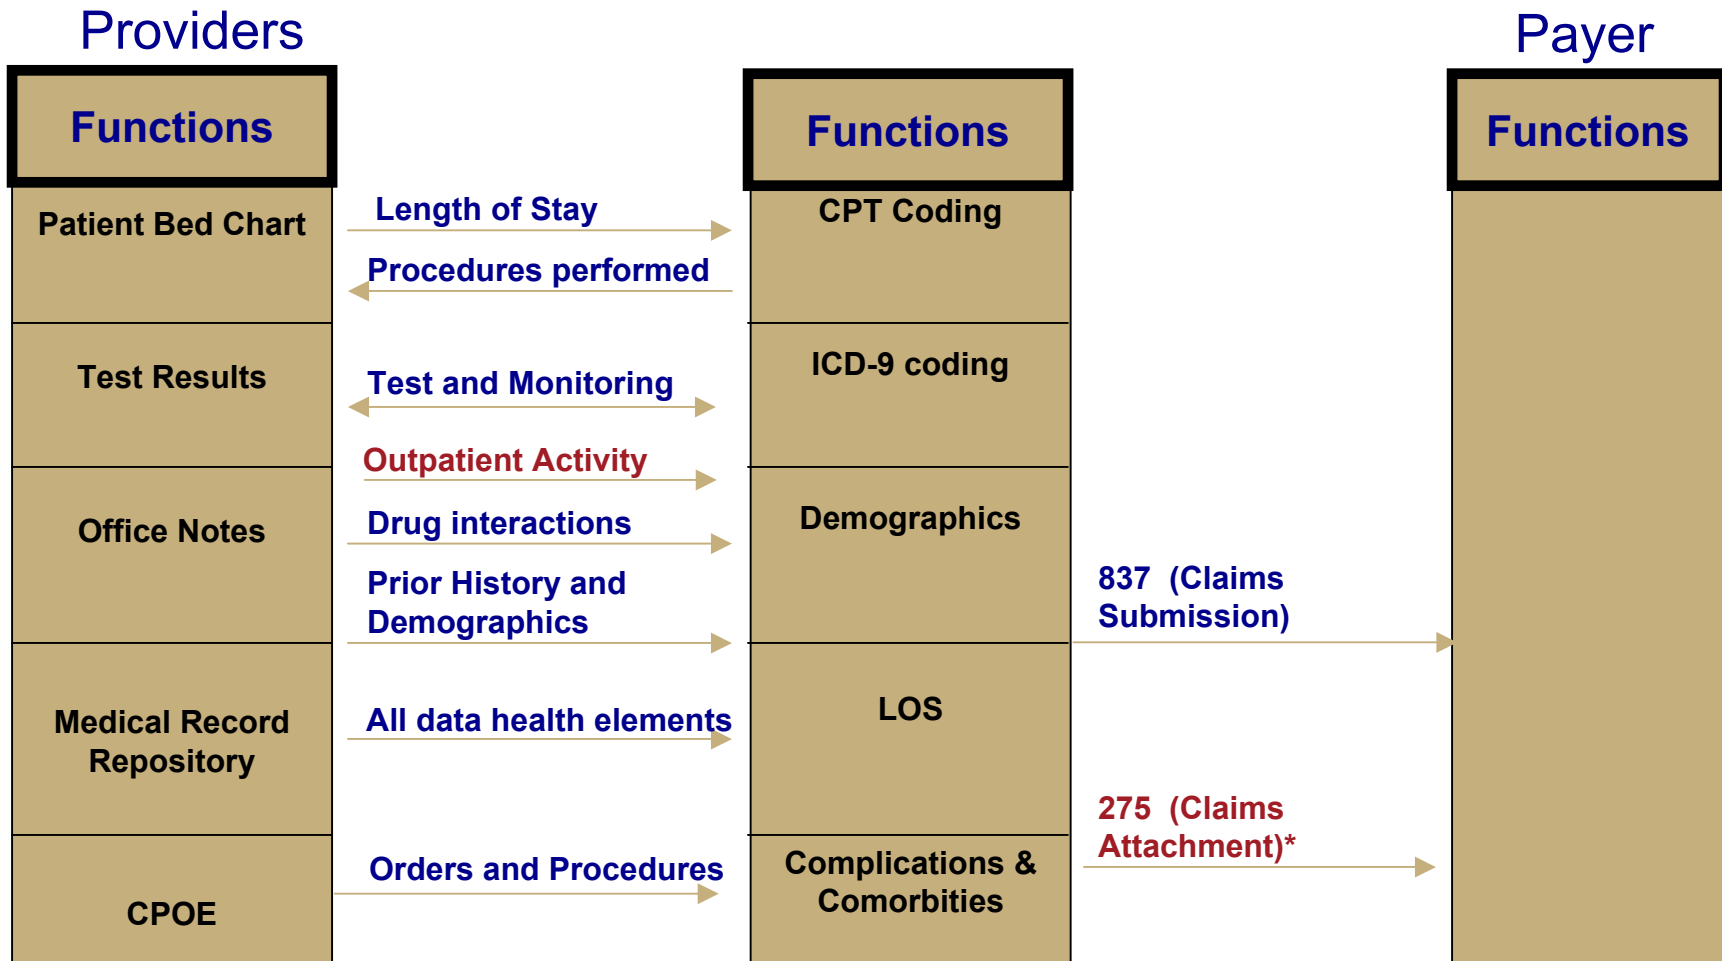 Providers
Payer
Functions
Functions
Functions
Patient Bed Chart
Length of Stay
CPT Coding
Procedures performed
Test Results
Test and Monitoring
ICD-9 coding
Outpatient Activity
Office Notes
Drug interactions
Demographics
Prior History and
Demographics
837 (Claims
Submission)
Medical Record
Repository
All data health elements
LOS
275 (Claims
Attachment)*
CPOE
Orders and Procedures
Complications &
Comorbities